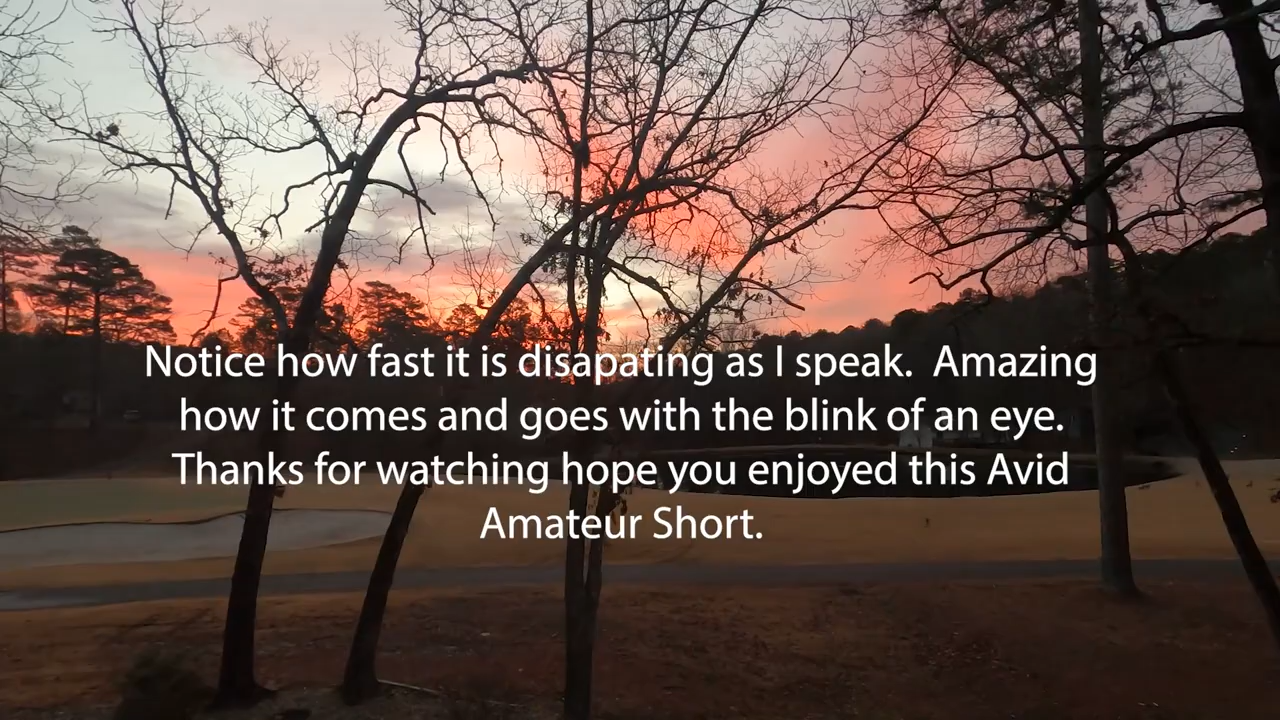 Notice how fast it is disapating as I speak.  Amazing
how it comes and goes with the blink of an eye.
Thanks for watching hope you enjoyed this Avid
Amateur Short.